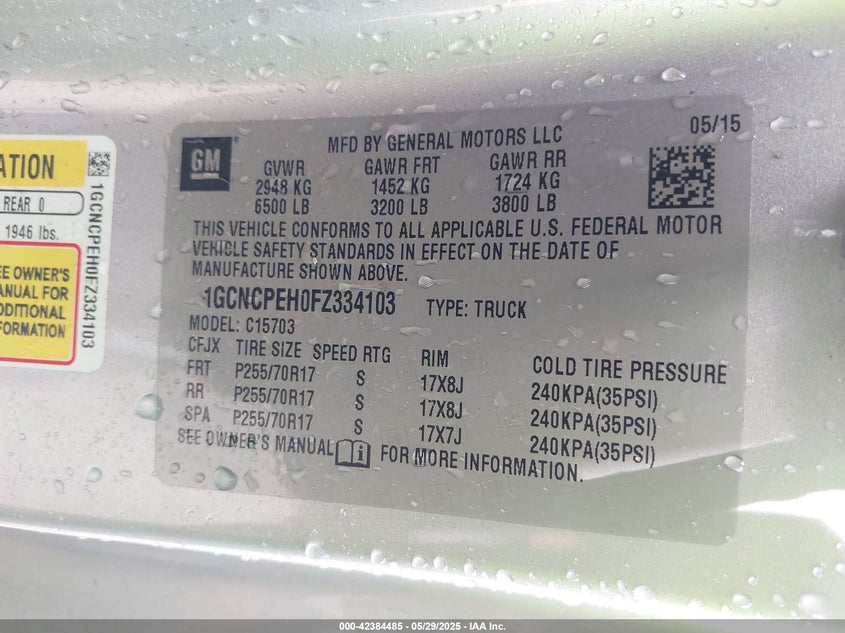 ATION
REAR 0
1946 lbs.
EE OWNER'S
ANUAL FOR
DDITIONAL
FORMATION
1GCNCPEH0FZ334103
GM
MFD BY GENERAL MOTORS LLC
05/15
GVWR GAWR FRT GAWR RR
2948 KG 1452 KG 1724 KG
6500 LB 3200 LB 3800 LB
THIS VEHICLE CONFORMS TO ALL APPLICABLE U.S. FEDERAL MOTOR
VEHICLE SAFETY STANDARDS IN EFFECT ON THE DATE OF
MANUFACTURE SHOWN ABOVE.
1GCNCPEH0FZ334103 TYPE: TRUCK
MODEL: C15703
CFJX TIRE SIZE SPEED RTG RIM COLD TIRE PRESSURE
FRT P255/70R17 S 17X8J 240KPA(35PSI)
RR P255/70R17 S 17X8J 240KPA(35PSI)
SPA P255/70R17 S 17X7J 240KPA(35PSI)
SEE OWNER'S MANUAL FOR MORE INFORMATION.
000-42384485 - 05/29/2025 - IAA Inc.